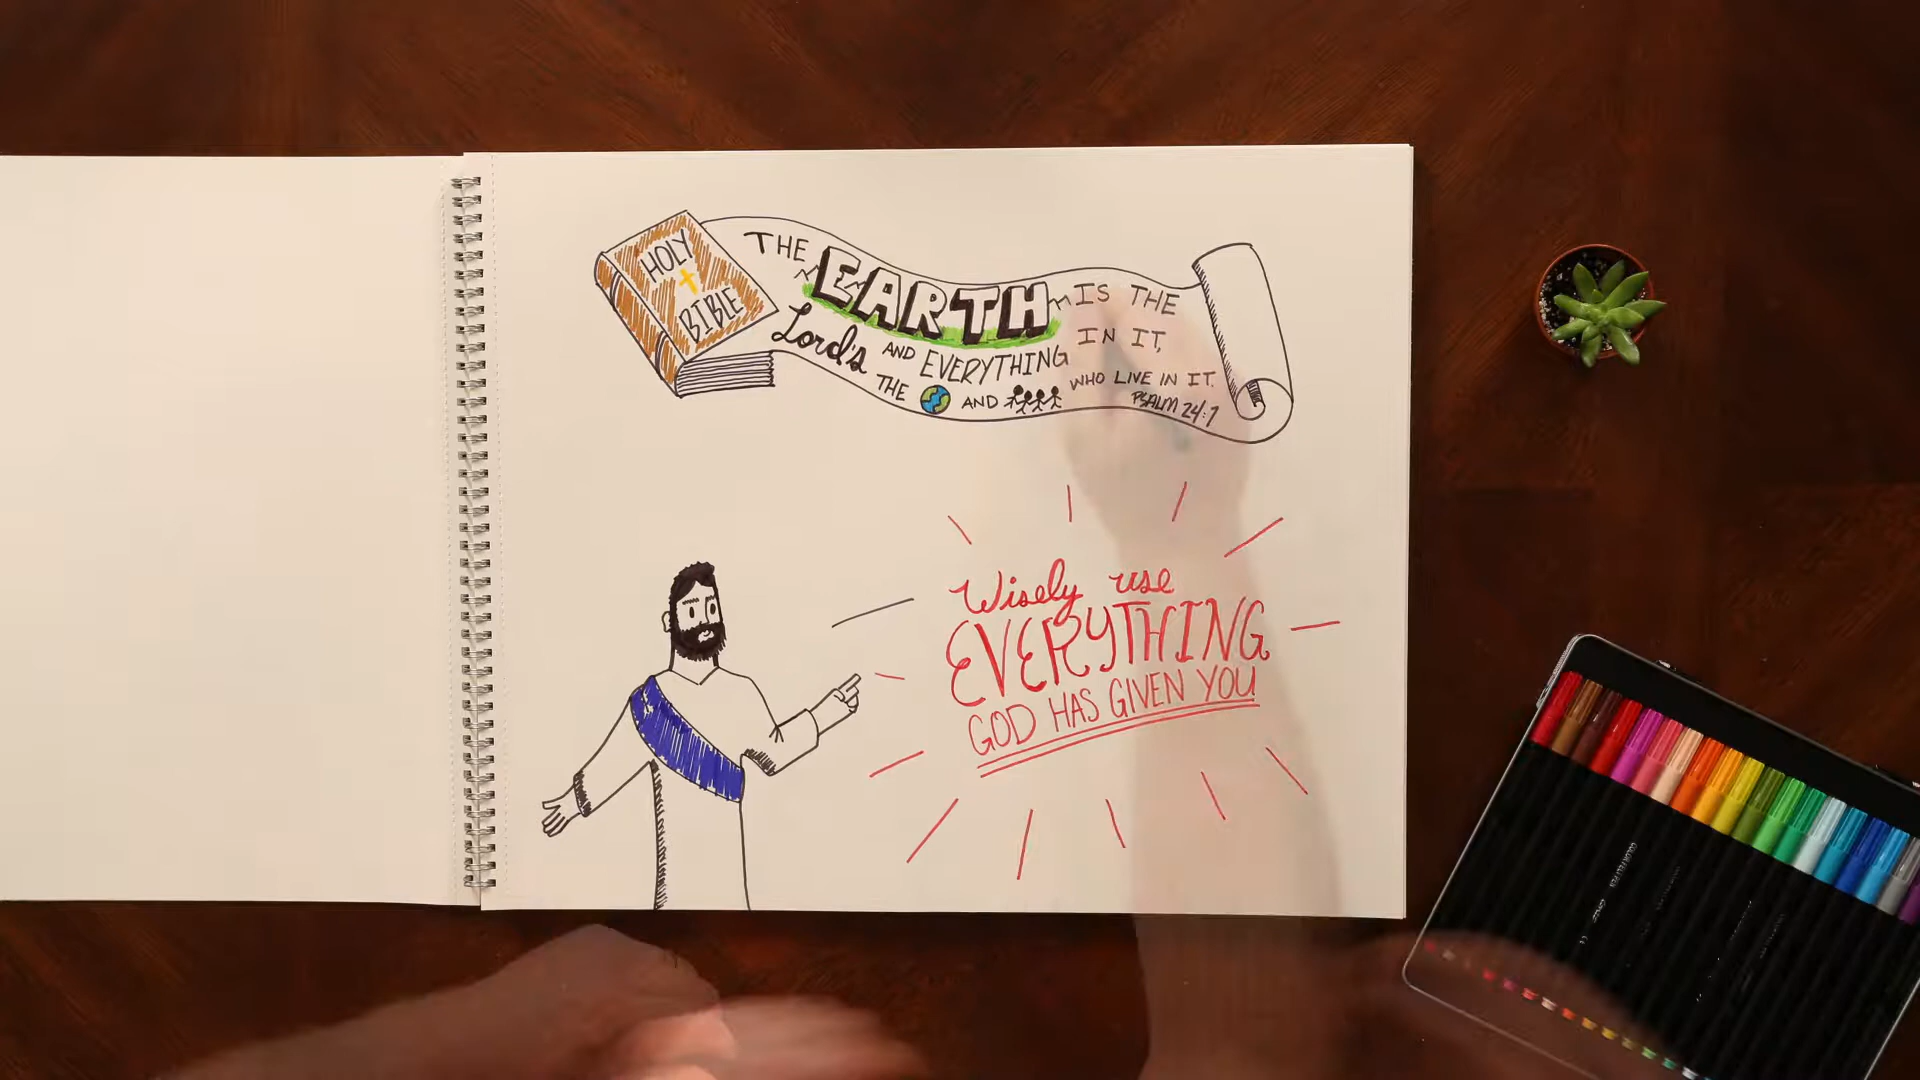 HOLY
BIBLE
THE EARTH IS THE
Lord's AND EVERYTHING IN IT,
THE AND WHO LIVE IN IT.
PSALM 24:1
Wisely use
EVERYTHING
GOD HAS GIVEN YOU